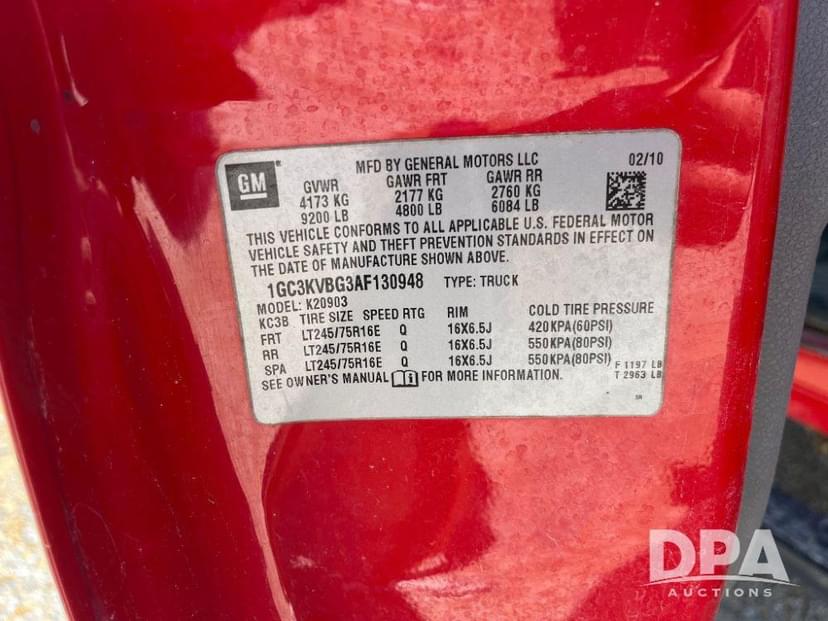 GM
MFD BY GENERAL MOTORS LLC 02/10
GVWR GAWR FRT GAWR RR
4173 KG 2177 KG 2760 KG
9200 LB 4800 LB 6084 LB
THIS VEHICLE CONFORMS TO ALL APPLICABLE U.S. FEDERAL MOTOR
VEHICLE SAFETY AND THEFT PREVENTION STANDARDS IN EFFECT ON
THE DATE OF MANUFACTURE SHOWN ABOVE.
1GC3KVBG3AF130948 TYPE: TRUCK
MODEL: K20903
KC3B TIRE SIZE SPEED RTG RIM COLD TIRE PRESSURE
FRT LT245/75R16E Q 16X6.5J 420KPA(60PSI)
RR LT245/75R16E Q 16X6.5J 550KPA(80PSI)
SPA LT245/75R16E Q 16X6.5J 550KPA(80PSI)
F 1197 LB
T 2963 LB
SEE OWNER'S MANUAL FOR MORE INFORMATION.
DPA
AUCTIONS